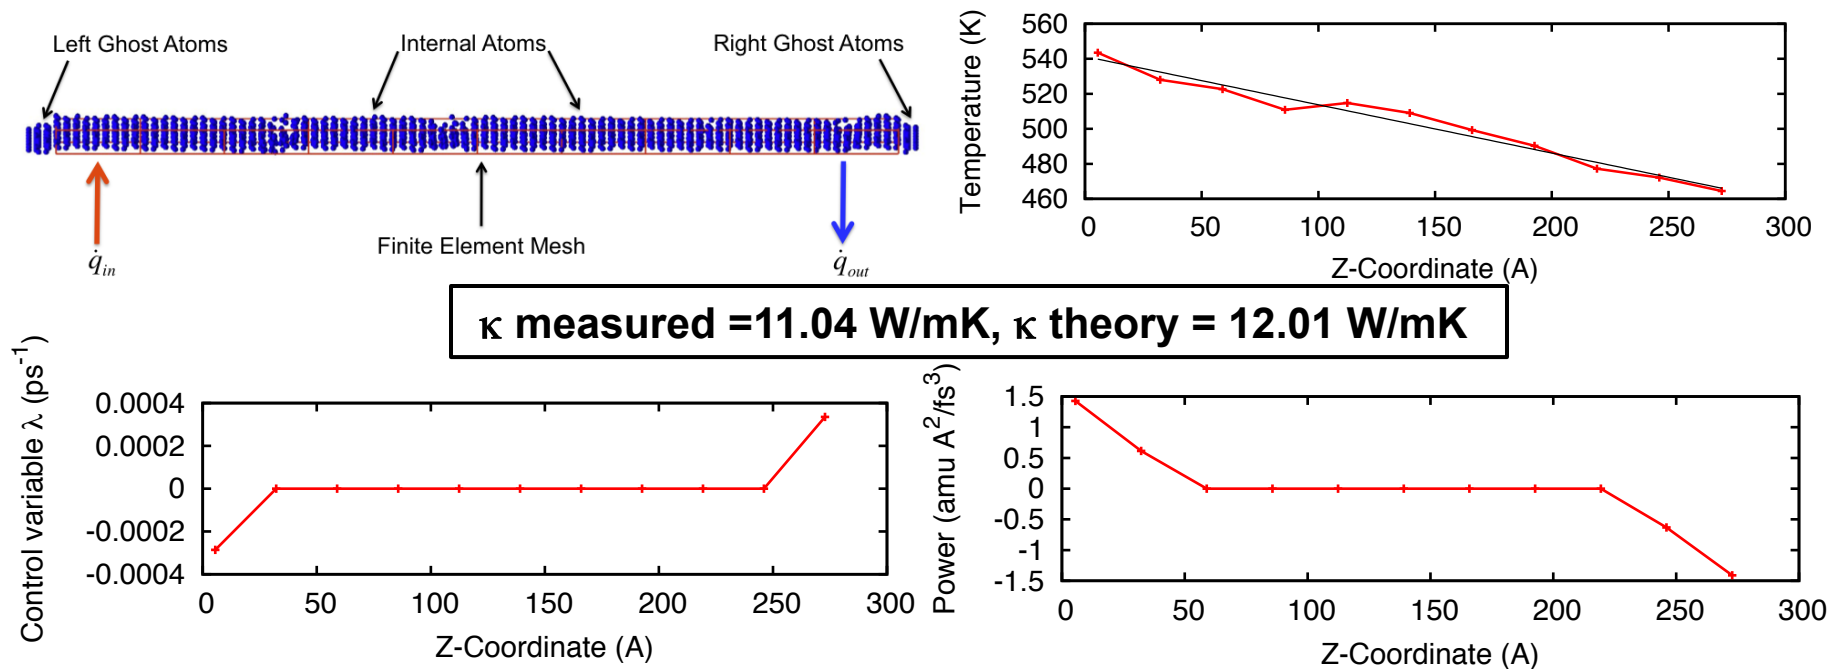 Left Ghost Atoms
Internal Atoms
Right Ghost Atoms
Finite Element Mesh
q̇in
q̇out
Temperature (K)
560
540
520
500
480
460
0 50 100 150 200 250 300
Z-Coordinate (A)
κ measured =11.04 W/mK, κ theory = 12.01 W/mK
Control variable λ (ps⁻¹)
0.0004
0.0002
0
-0.0002
-0.0004
0 50 100 150 200 250 300
Z-Coordinate (A)
Power (amu A²/fs³)
1.5
1
0.5
0
-0.5
-1
-1.5
0 50 100 150 200 250 300
Z-Coordinate (A)